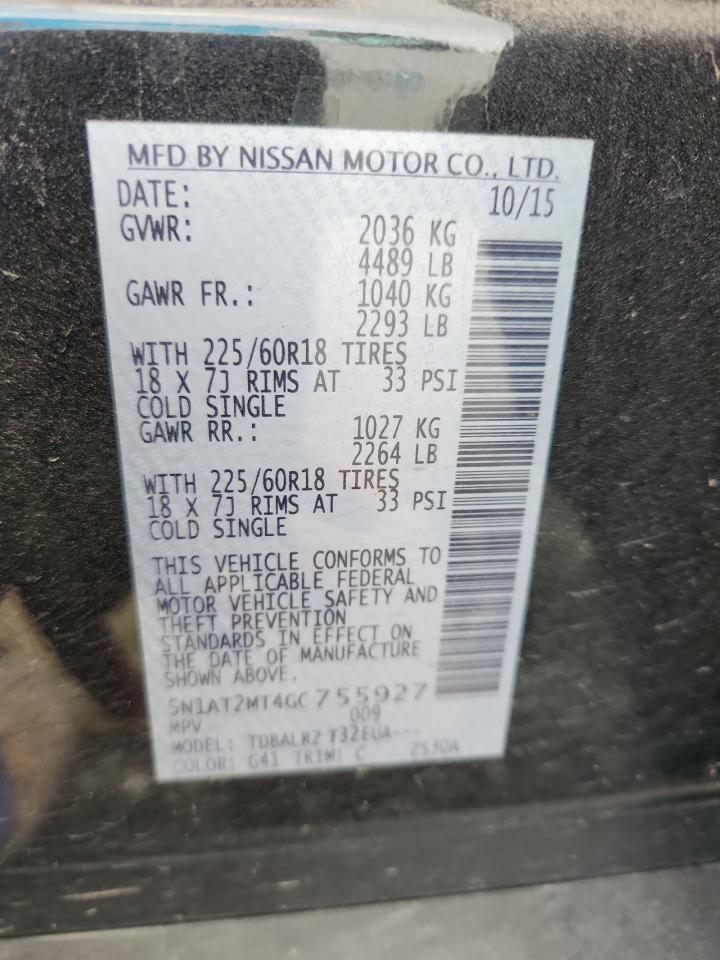 MFD BY NISSAN MOTOR CO., LTD.
DATE: 10/15
GVWR: 2036 KG
4489 LB
GAWR FR.: 1040 KG
2293 LB
WITH 225/60R18 TIRES
18 X 7J RIMS AT 33 PSI
COLD SINGLE
GAWR RR.: 1027 KG
2264 LB
WITH 225/60R18 TIRES
18 X 7J RIMS AT 33 PSI
COLD SINGLE
THIS VEHICLE CONFORMS TO
ALL APPLICABLE FEDERAL
MOTOR VEHICLE SAFETY AND
THEFT PREVENTION
STANDARDS IN EFFECT ON
THE DATE OF MANUFACTURE
SHOWN ABOVE.
5N1AT2MT4GC755927
MPV 009
MODEL: TDBALR2 T32EUA---
COLOR: G41 TRIM: C 2530A